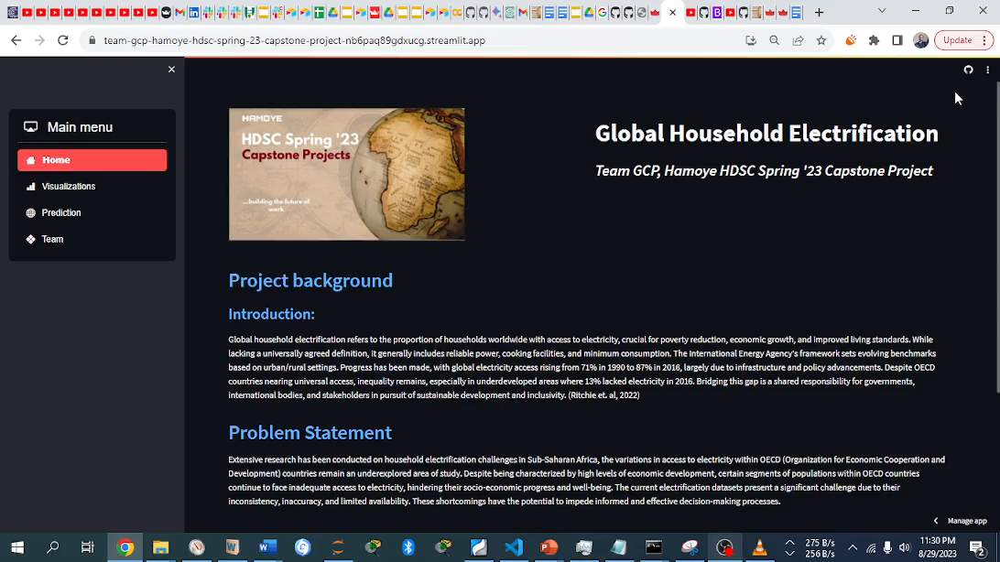 team-gcp-hamoye-hdsc-spring-23-capstone-project-nb6paq89gdxucg.streamlit.app
Update
Main menu
Home
Visualizations
Prediction
Team
HAMOYE
HDSC Spring '23
Capstone Projects
...building the future of
work.
Global Household Electrification
Team GCP, Hamoye HDSC Spring '23 Capstone Project
Project background
Introduction:
Global household electrification refers to the proportion of households worldwide with access to electricity, crucial for poverty reduction, economic growth, and improved living standards. While
lacking a universally agreed definition, it generally includes reliable power, cooking facilities, and minimum consumption. The International Energy Agency's framework sets evolving benchmarks
based on urban/rural settings. Progress has been made, with global electricity access rising from 71% in 1990 to 87% in 2016, largely due to infrastructure and policy advancements. Despite OECD
countries nearing universal access, inequality remains, especially in underdeveloped areas where 13% lacked electricity in 2016. Bridging this gap is a shared responsibility for governments,
international bodies, and stakeholders in pursuit of sustainable development and inclusivity. (Ritchie et. al, 2022)
Problem Statement
Extensive research has been conducted on household electrification challenges in Sub-Saharan Africa, the variations in access to electricity within OECD (Organization for Economic Cooperation and
Development) countries remain an underexplored area of study. Despite being characterized by high levels of economic development, certain segments of populations within OECD countries
continue to face inadequate access to electricity, hindering their socio-economic progress and well-being. The current electrification datasets present a significant challenge due to their
inconsistency, inaccuracy, and limited availability. These shortcomings have the potential to impede informed and effective decision-making processes.
Manage app
275 B/s
256 B/s
11:30 PM
8/29/2023
2